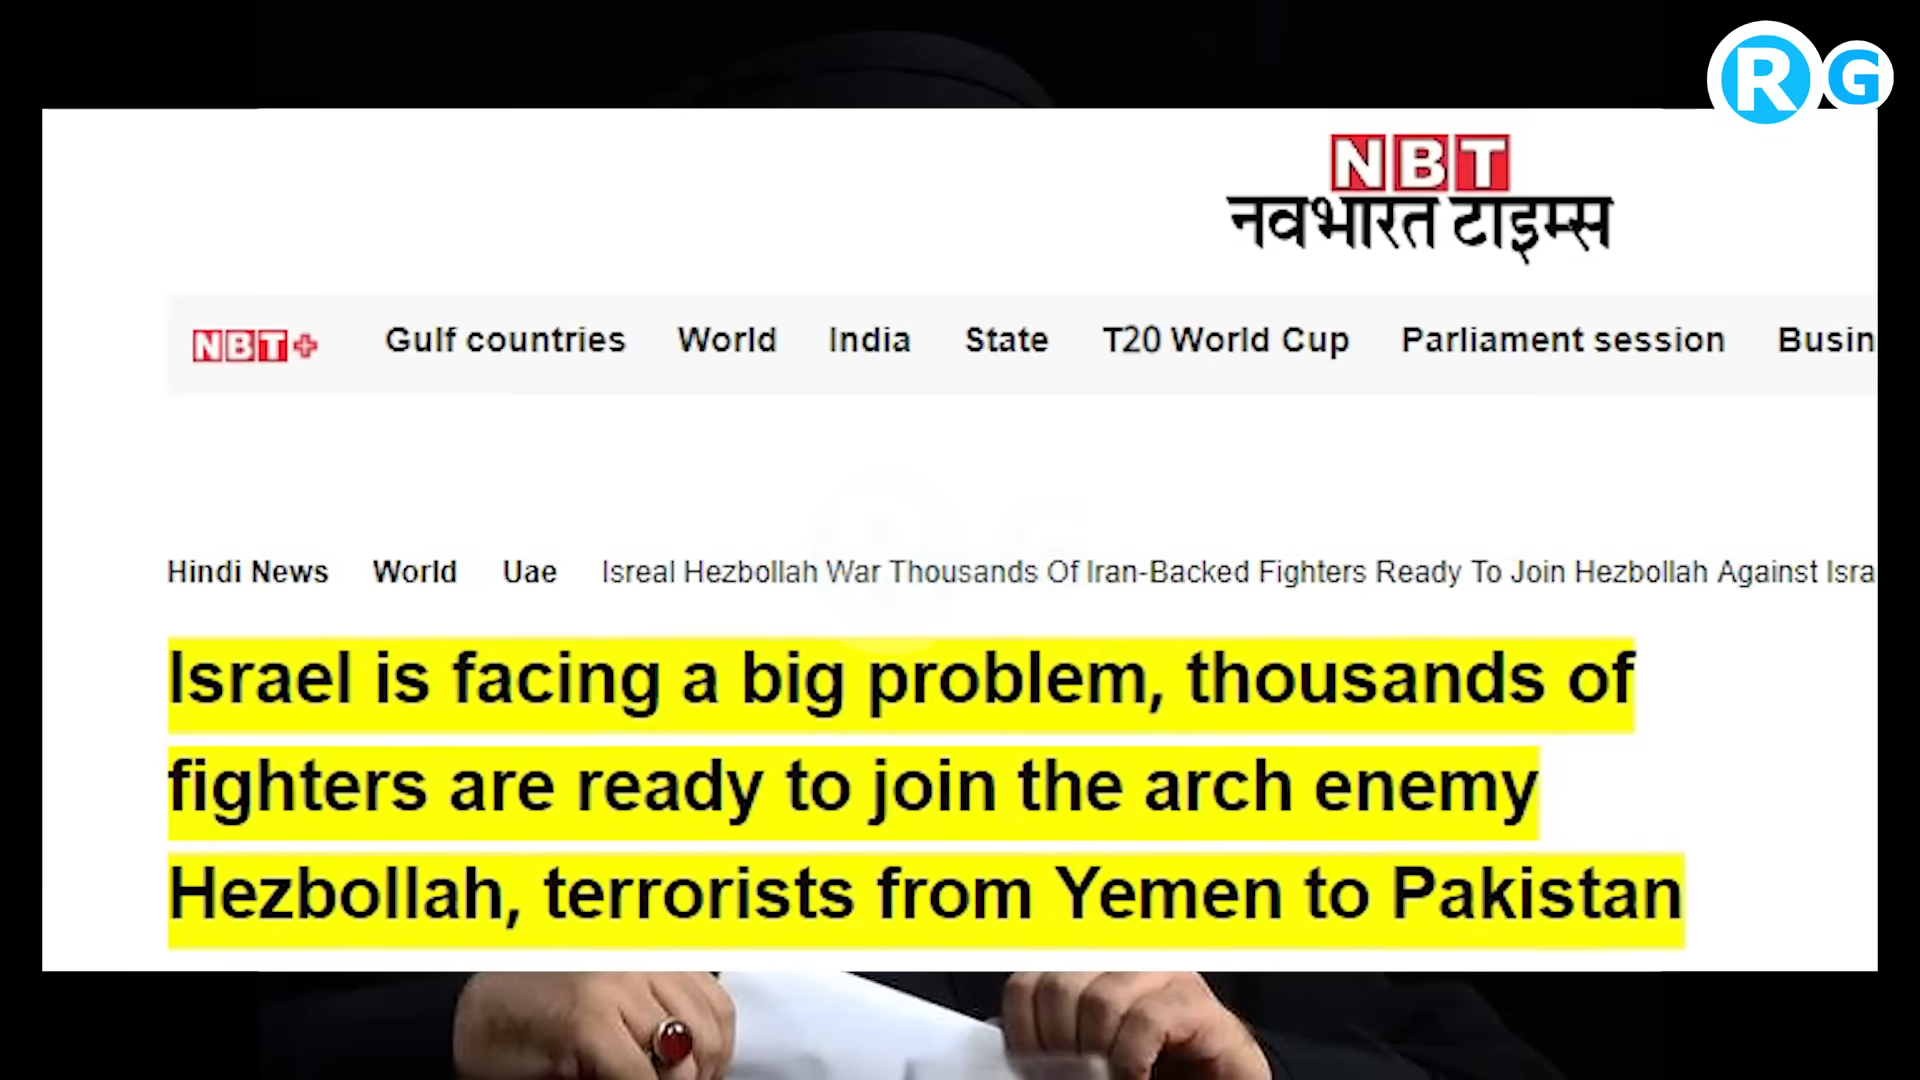 RG
NBT
नवभारत टाइम्स
NBT+ Gulf countries World India State T20 World Cup Parliament session Busin
Hindi News World Uae Isreal Hezbollah War Thousands Of Iran-Backed Fighters Ready To Join Hezbollah Against Isra
Israel is facing a big problem, thousands of
fighters are ready to join the arch enemy
Hezbollah, terrorists from Yemen to Pakistan